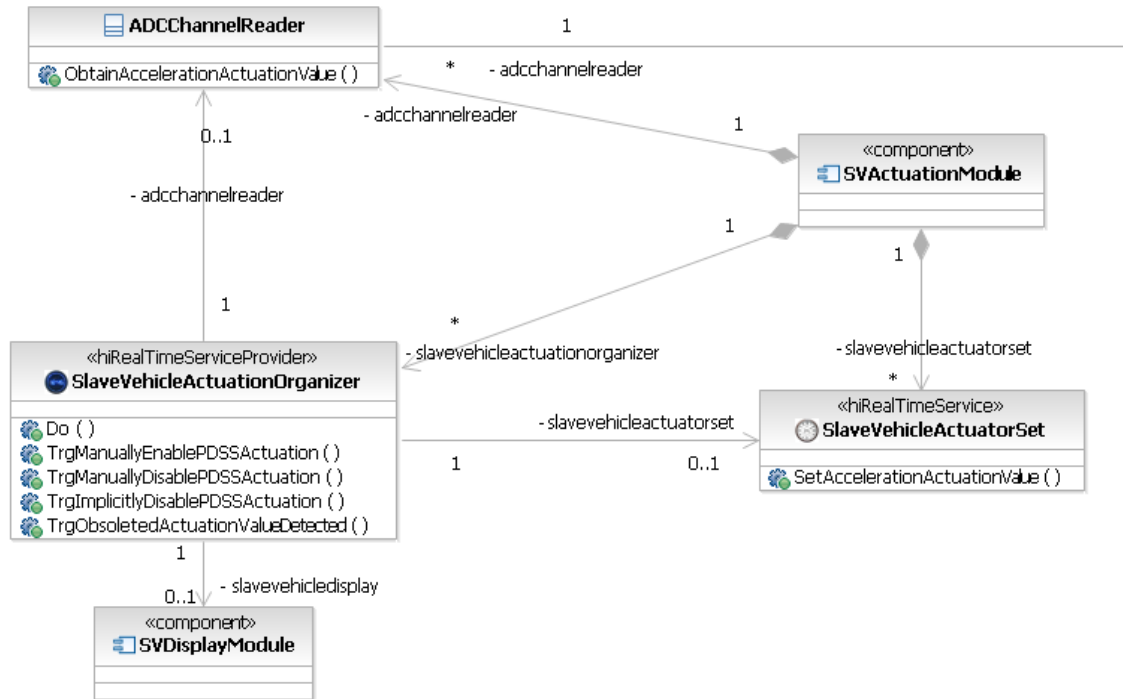 ADCChannelReader
1
ObtainAccelerationActuationValue ( )
*
- adcchannelreader
- adcchannelreader
1
0..1
«component»
SVActuationModule
- adcchannelreader
1
1
1
*
«hiRealTimeServiceProvider»
- slavevehicleactuationorganizer
- slavevehicleactuatorset
*
SlaveVehicleActuationOrganizer
«hiRealTimeService»
SlaveVehicleActuatorSet
Do ( )
- slavevehicleactuatorset
TrgManuallyEnablePDSSActuation ( )
1
0..1
TrgManuallyDisablePDSSActuation ( )
SetAccelerationActuationValue ( )
TrgImplicitlyDisablePDSSActuation ( )
TrgObsoletedActuationValueDetected ( )
1
- slavevehicledisplay
0..1
«component»
SVDisplayModule